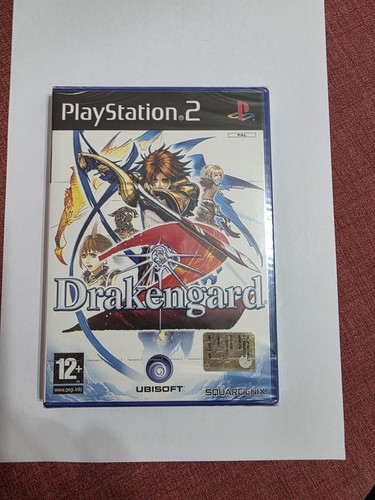 PlayStation®2
PAL
Drakengard
12+
www.pegi.info
UBISOFT
SQUARE ENIX